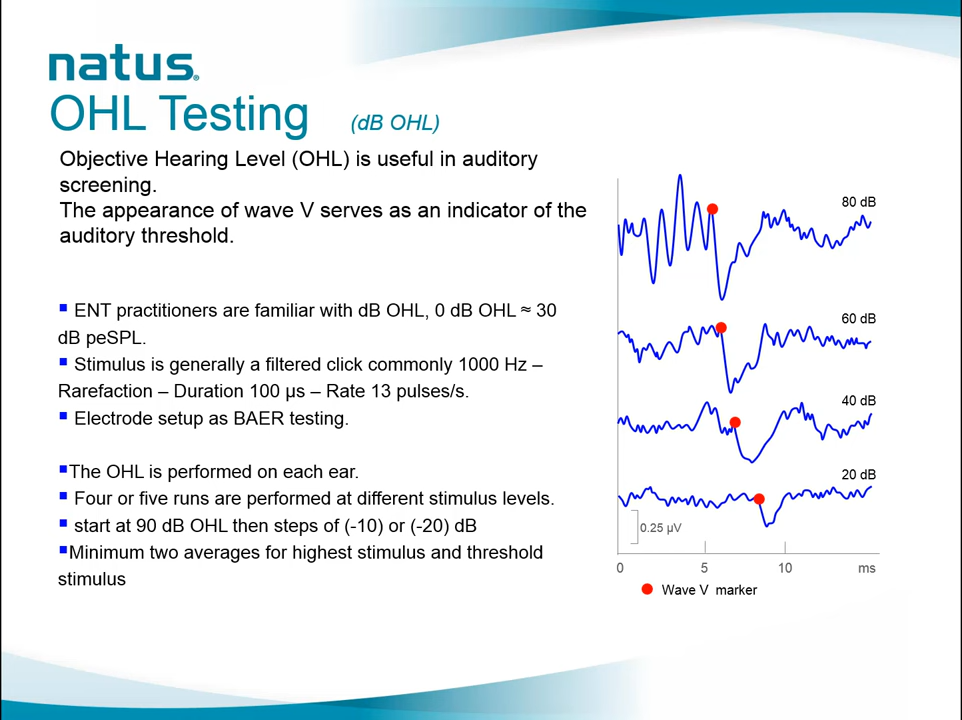 natus®
OHL Testing (dB OHL)
Objective Hearing Level (OHL) is useful in auditory
screening.
The appearance of wave V serves as an indicator of the
auditory threshold.
▪ ENT practitioners are familiar with dB OHL, 0 dB OHL ≈ 30
dB peSPL.
▪ Stimulus is generally a filtered click commonly 1000 Hz –
Rarefaction – Duration 100 µs – Rate 13 pulses/s.
▪ Electrode setup as BAER testing.
▪The OHL is performed on each ear.
▪ Four or five runs are performed at different stimulus levels.
▪ start at 90 dB OHL then steps of (-10) or (-20) dB
▪Minimum two averages for highest stimulus and threshold
stimulus
80 dB
60 dB
40 dB
20 dB
0.25 µV
0 5 10 ms
Wave V marker